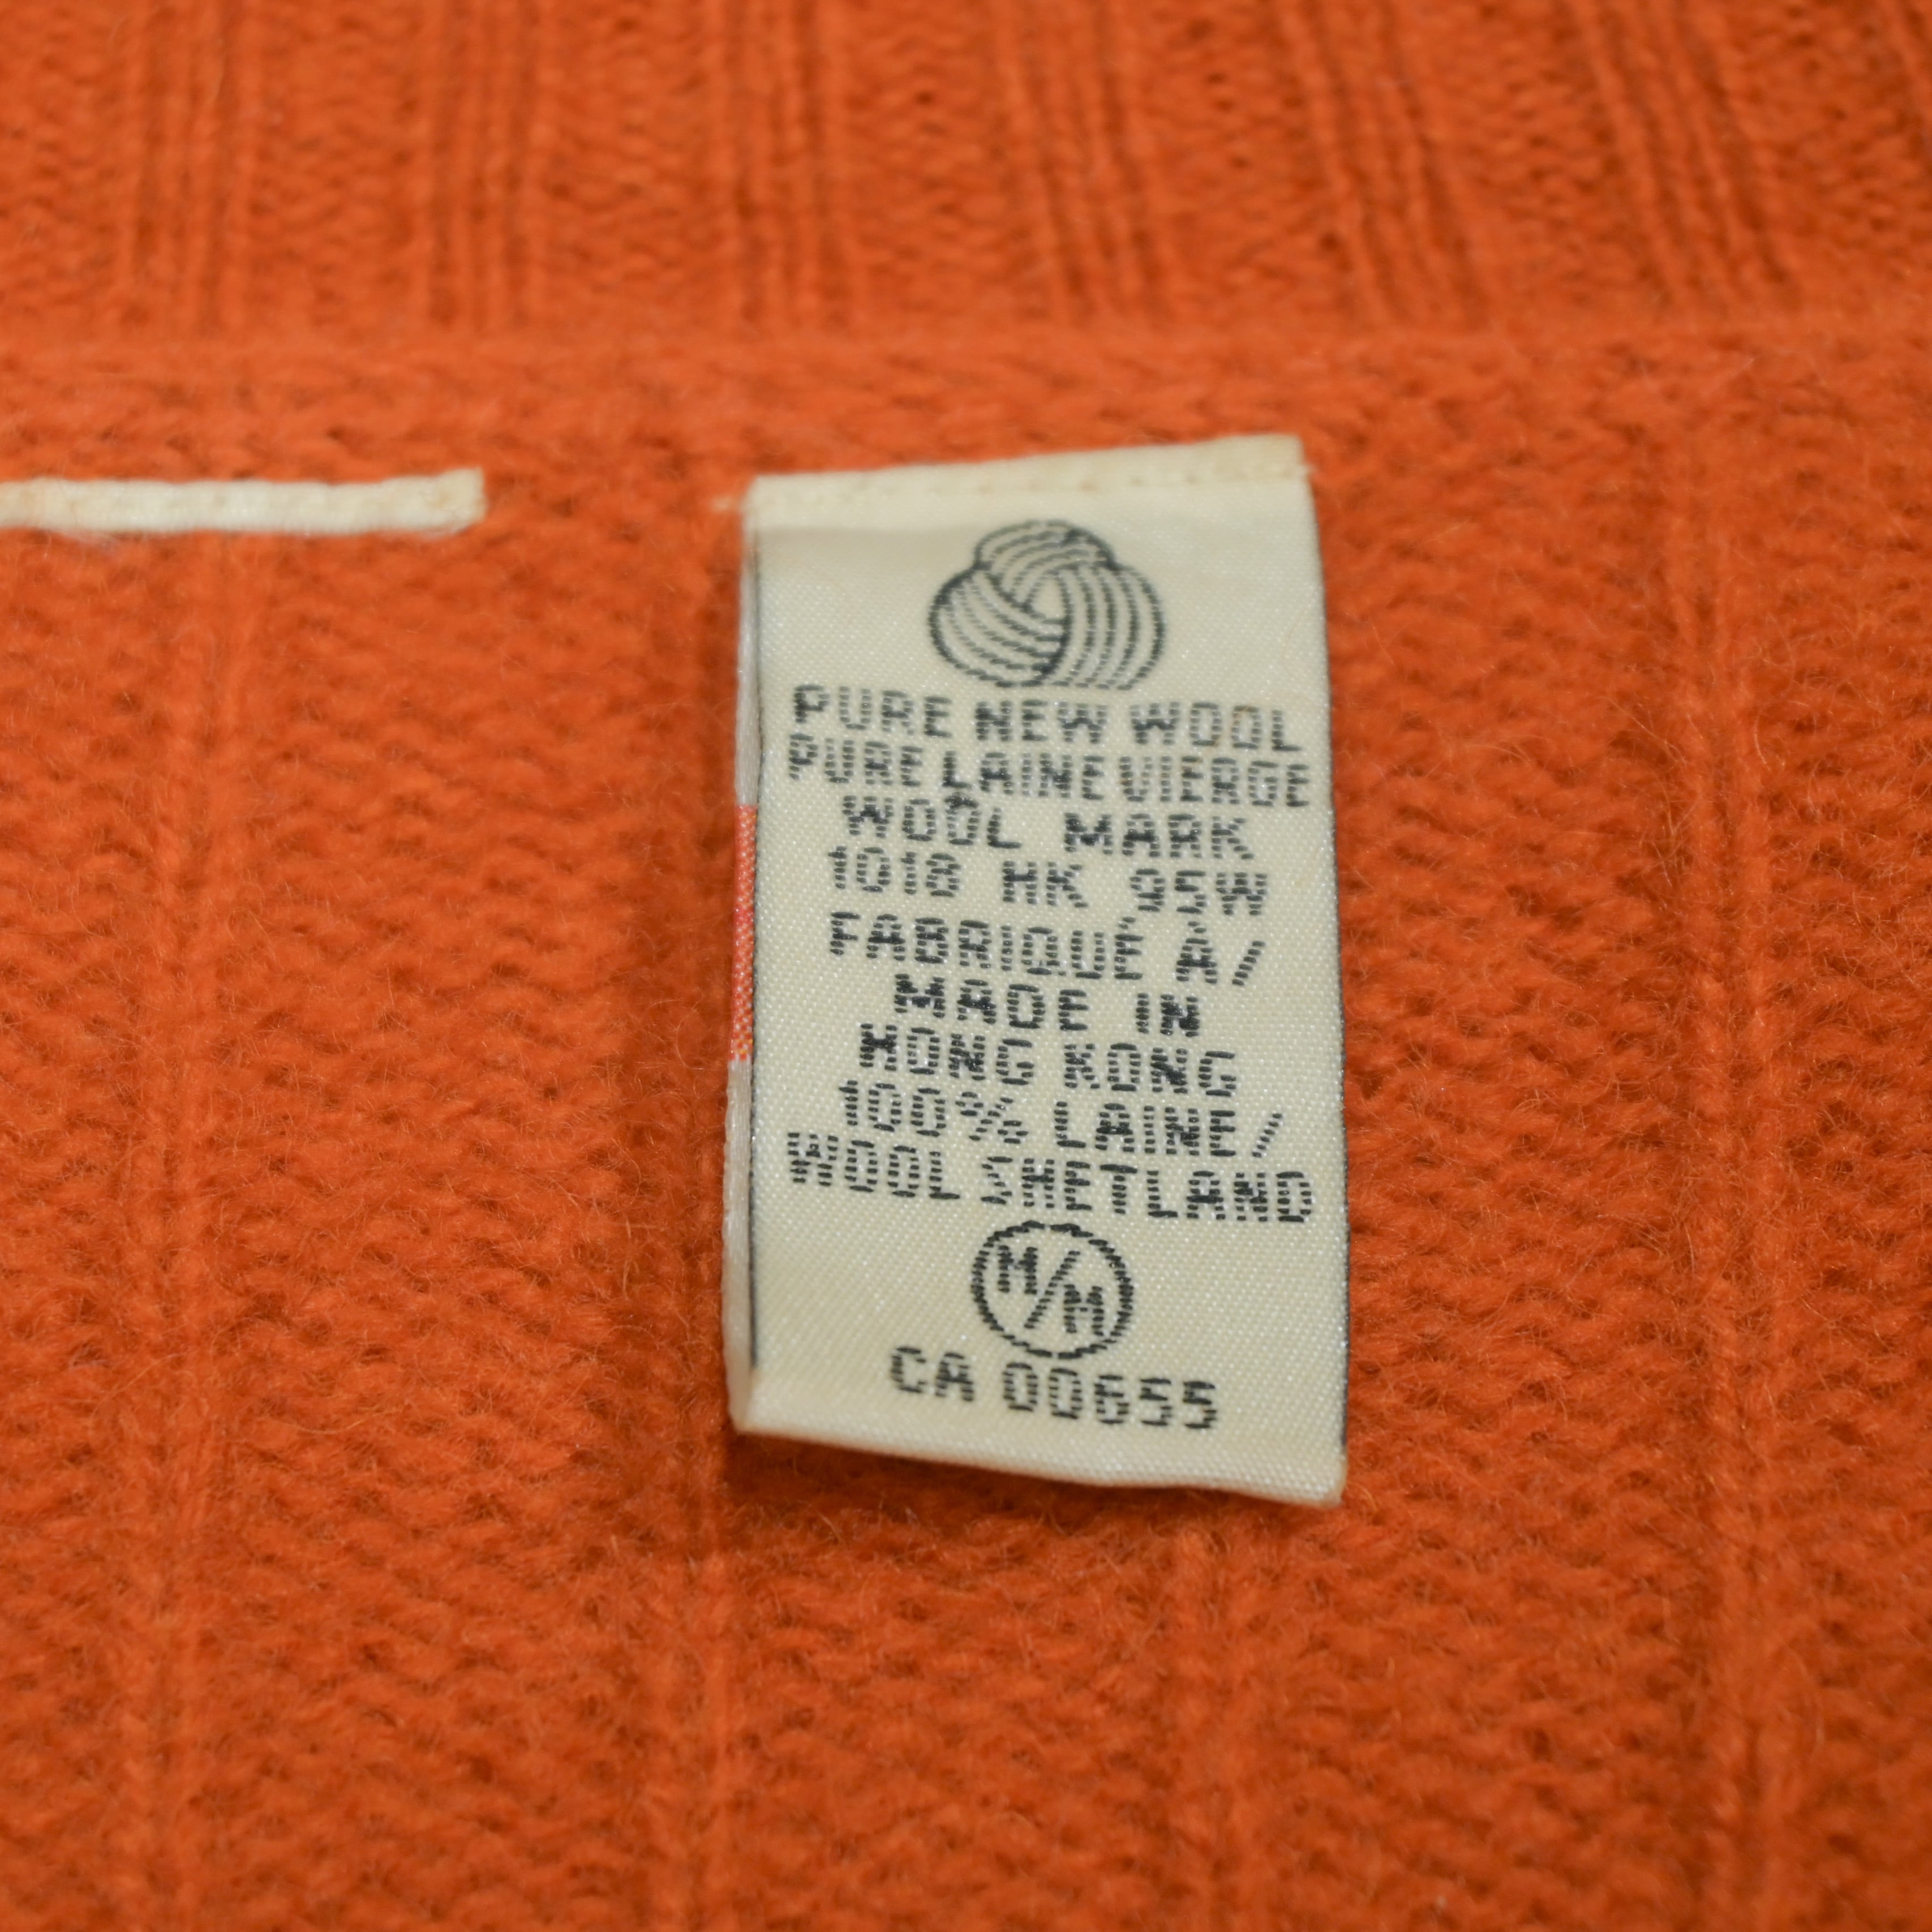 PURE NEW WOOL
PURE LAINE VIERGE
WOOL MARK
1018 HK 95W
FABRIQUE A/
MADE IN
HONG KONG
100% LAINE/
WOOL SHETLAND
CA 00655